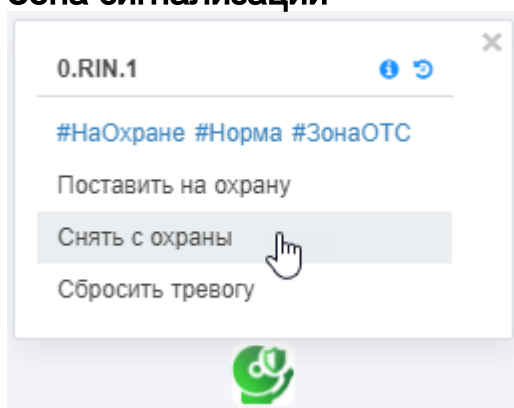 Зона сигнализации
0.RIN.1
#НаОхране #Норма #ЗонаОТС
Поставить на охрану
Снять с охраны
Сбросить тревогу